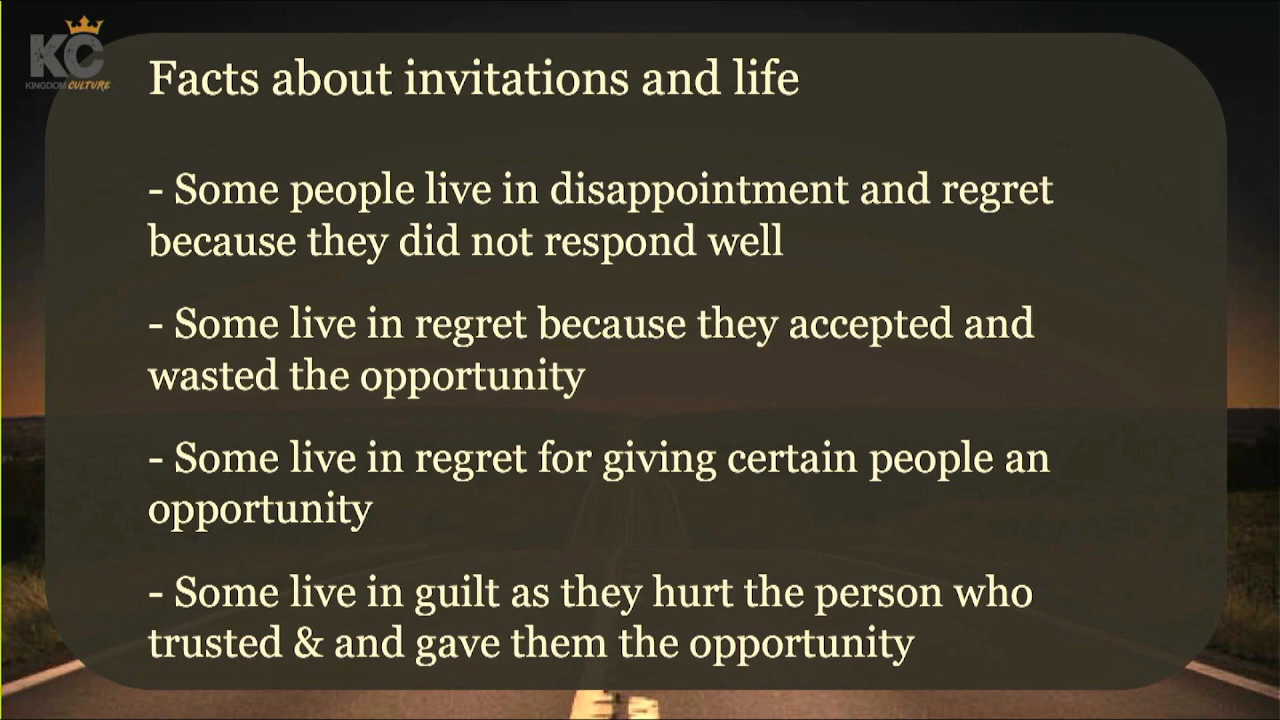 KC
KINGDOM CULTURE
Facts about invitations and life
- Some people live in disappointment and regret
because they did not respond well
- Some live in regret because they accepted and
wasted the opportunity
- Some live in regret for giving certain people an
opportunity
- Some live in guilt as they hurt the person who
trusted & and gave them the opportunity